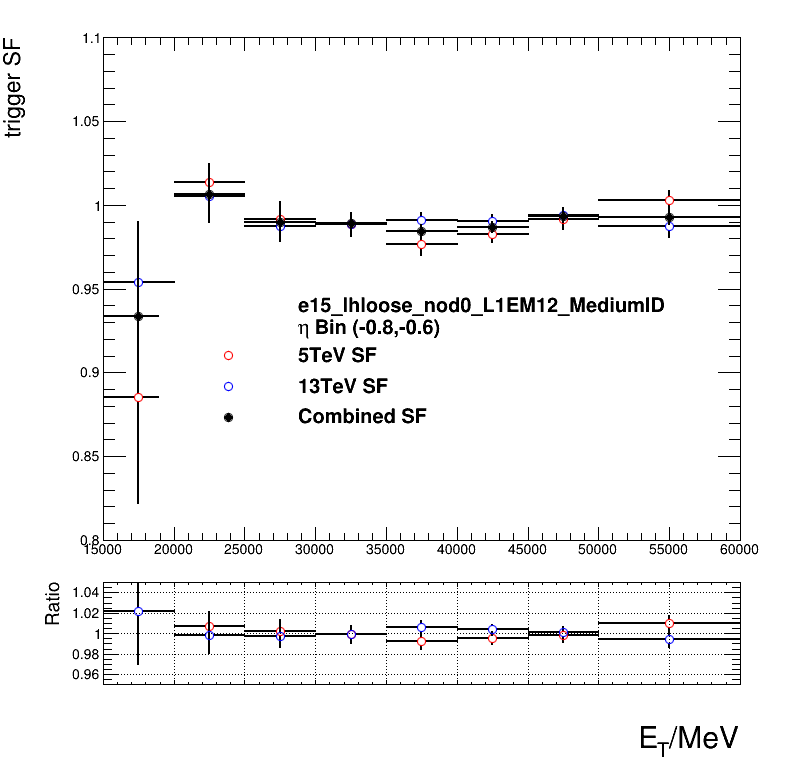 trigger SF
1.1
1.05
1
0.95
0.9
0.85
0.8
e15_lhloose_nod0_L1EM12_MediumID
η Bin (-0.8,-0.6)
5TeV SF
13TeV SF
Combined SF
15000 20000 25000 30000 35000 40000 45000 50000 55000 60000
Ratio
1.04
1.02
1
0.98
0.96
E_T/MeV